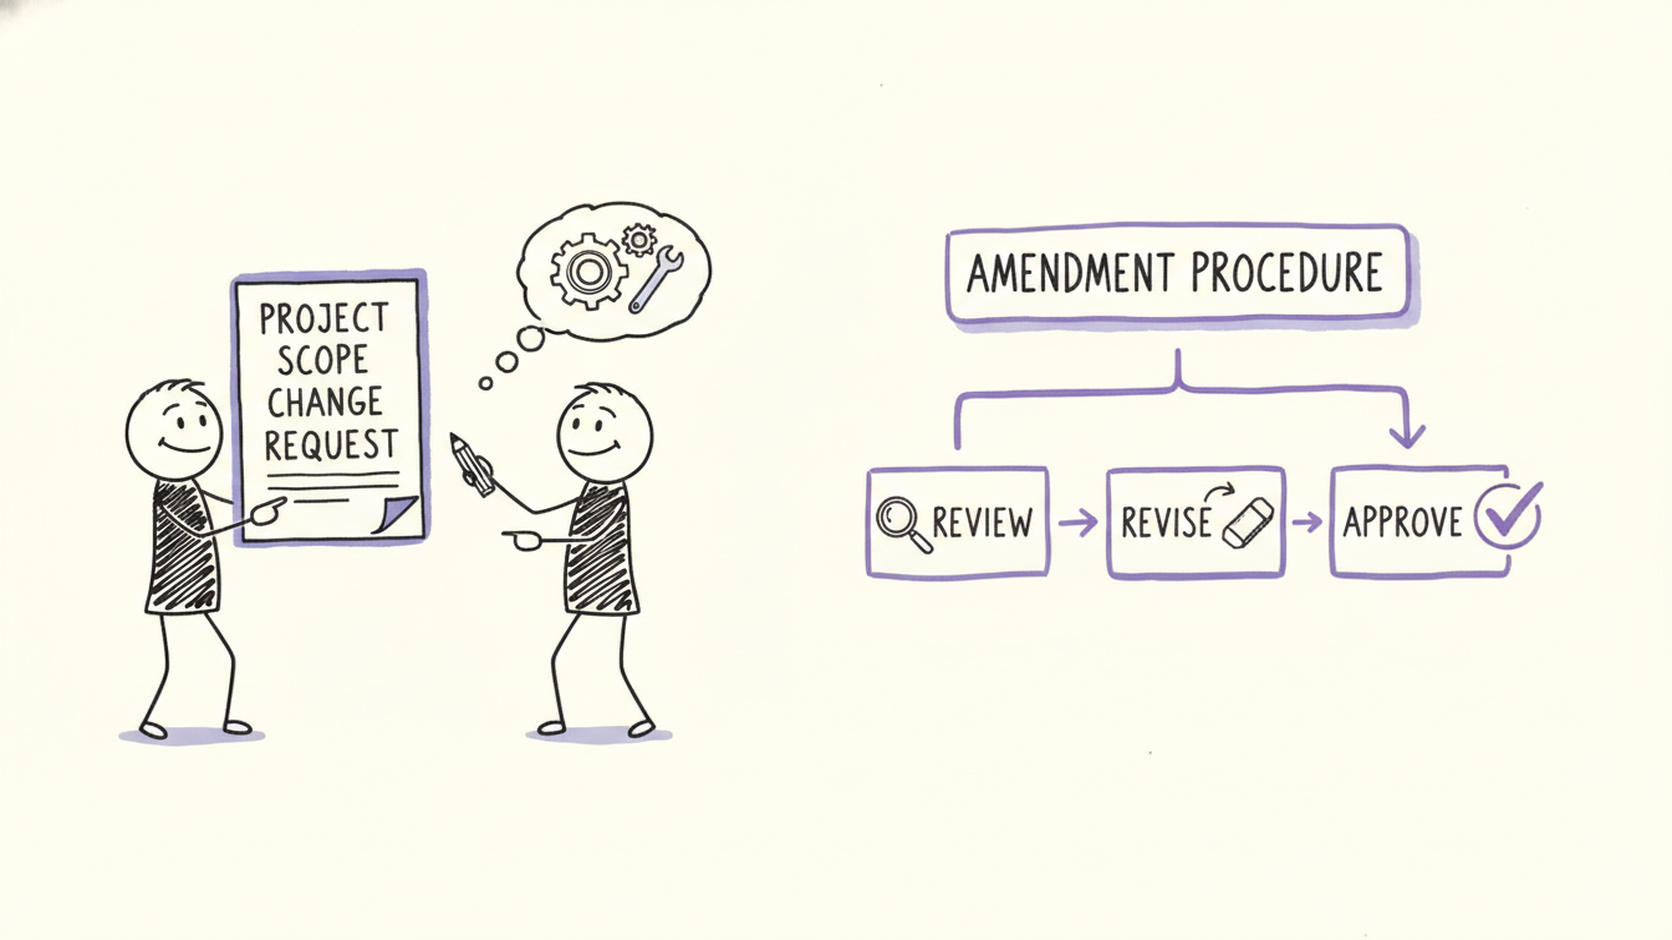 PROJECT
SCOPE
CHANGE
REQUEST
AMENDMENT PROCEDURE
REVIEW
REVISE
APPROVE